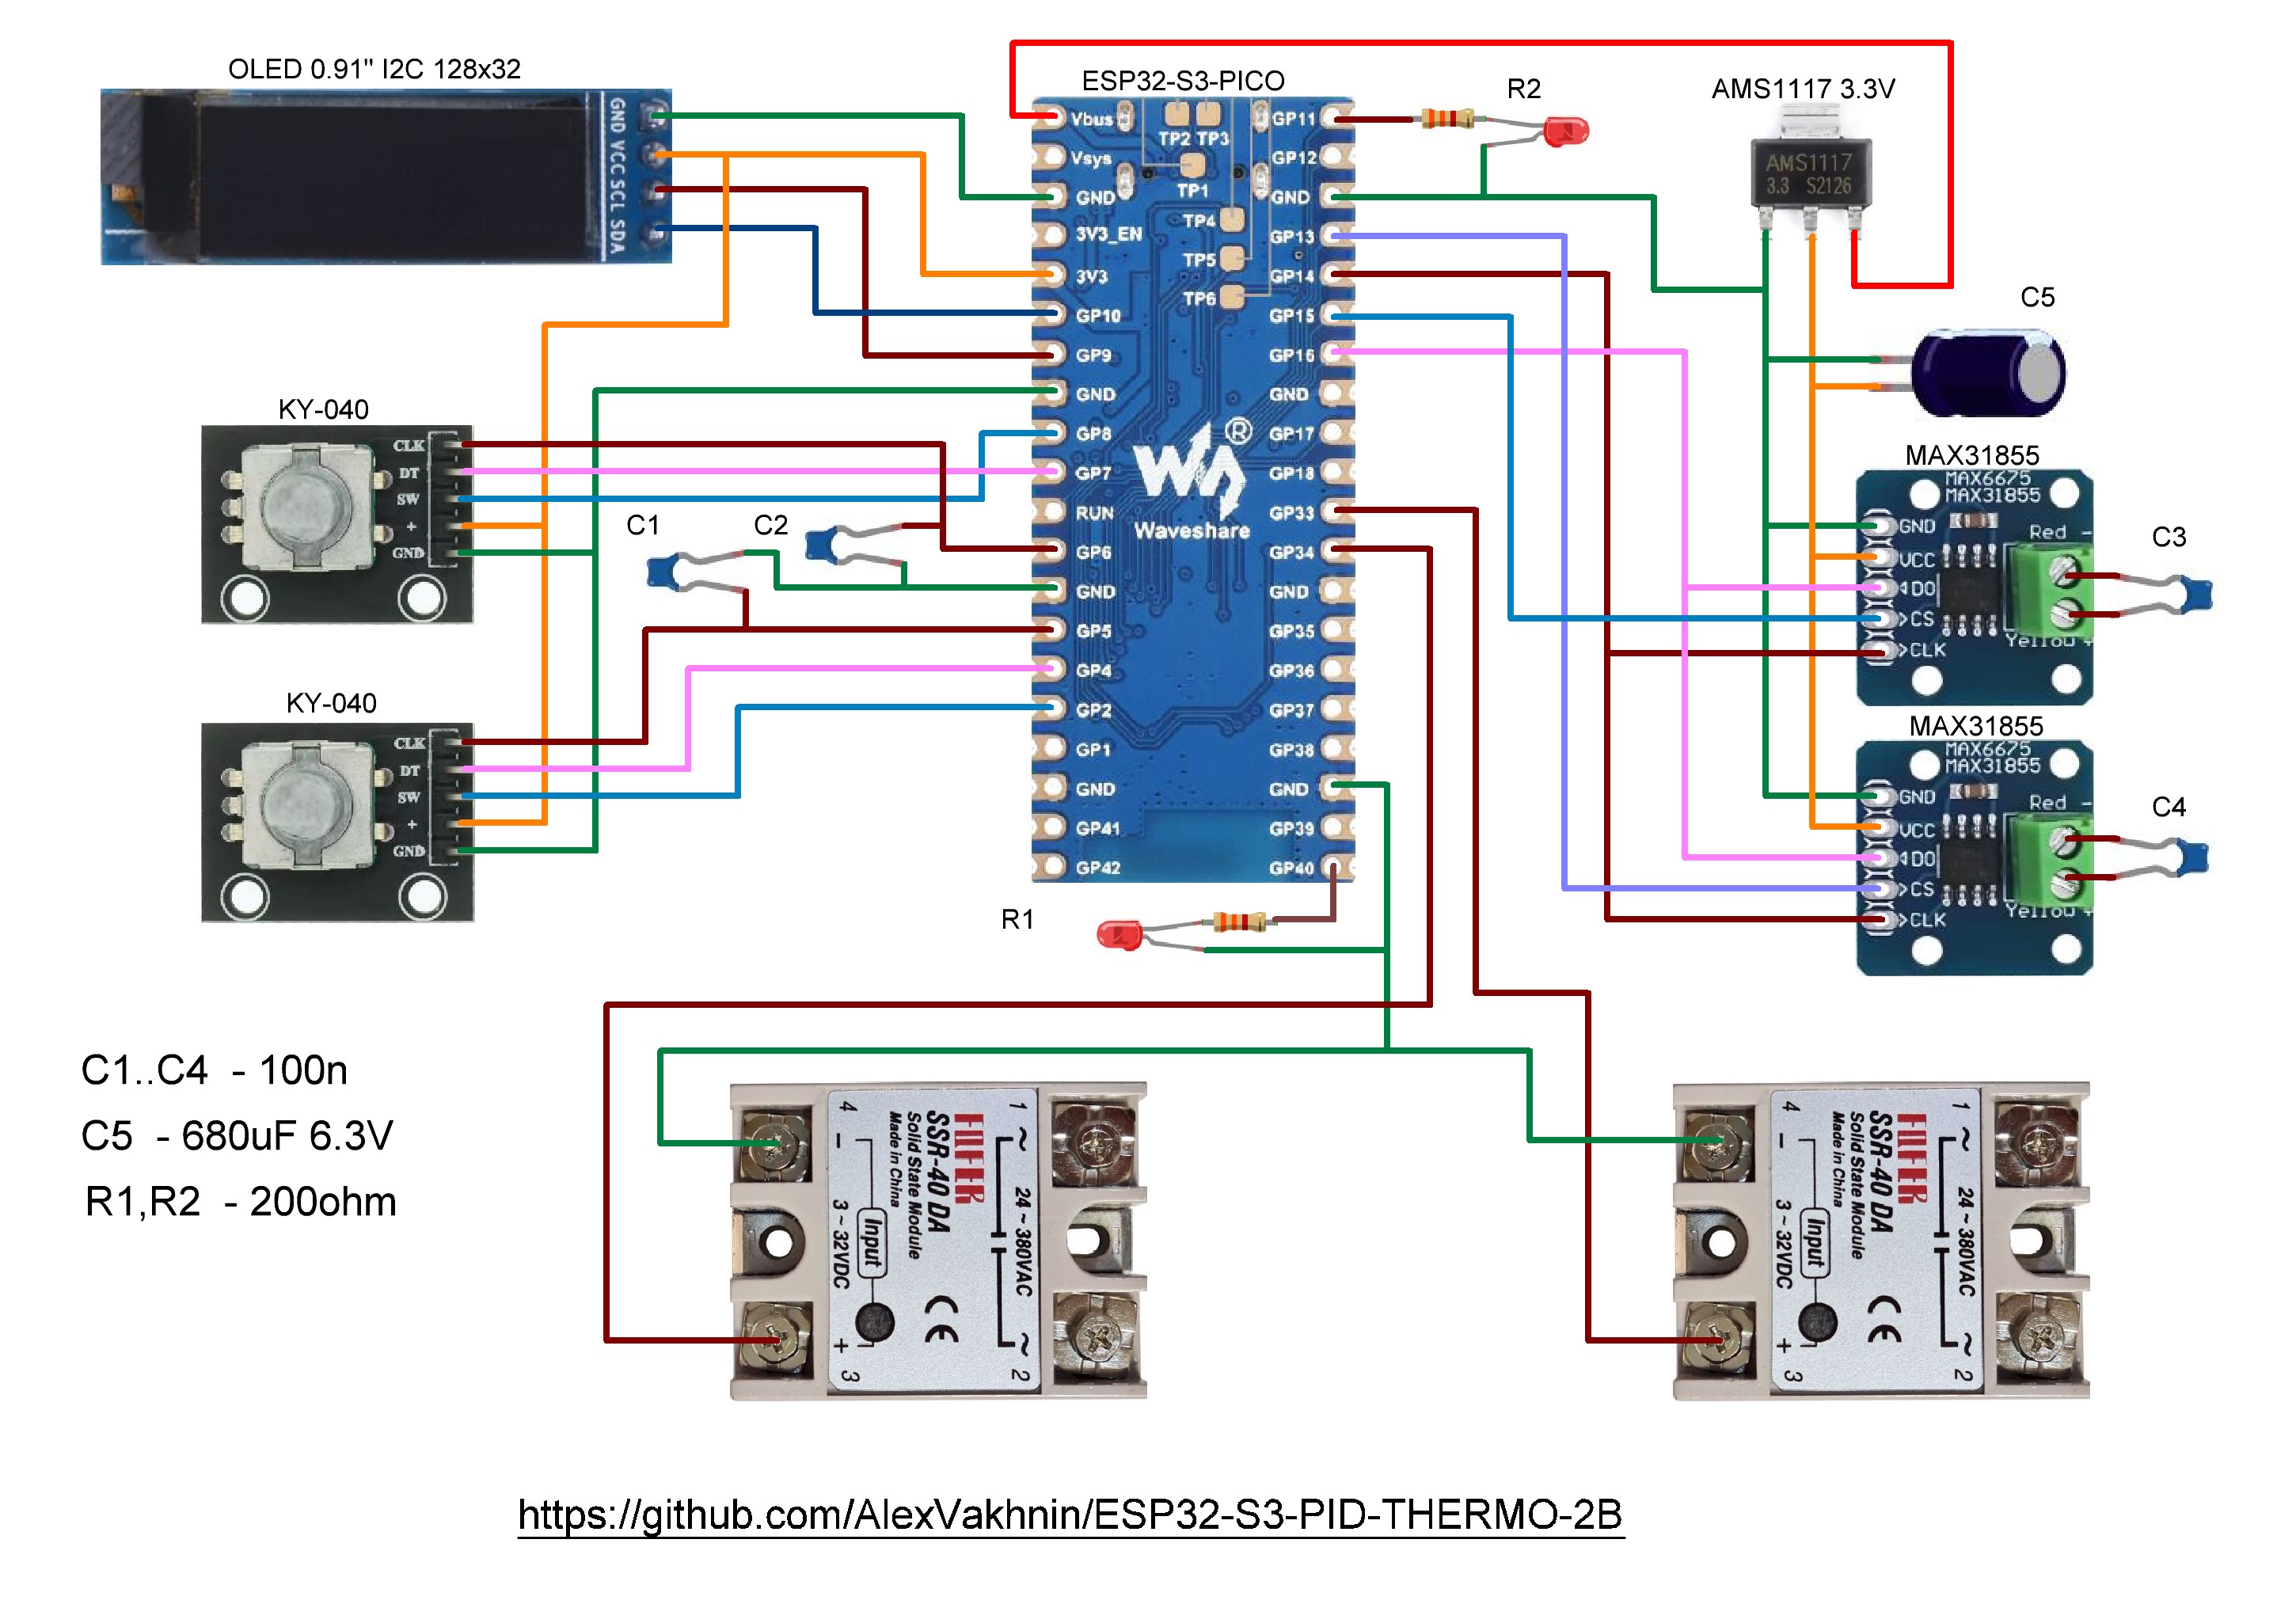 OLED 0.91" I2C 128x32
GND VCC SCL SDA
ESP32-S3-PICO
R2
AMS1117 3.3V
AMS1117
3.3 S2126
C5
Vbus
Vsys
GND
3V3_EN
3V3
GP10
GP9
GND
GP8
GP7
RUN
GP6
GND
GP5
GP4
GP2
GP1
GND
GP41
GP42
TP2 TP3
TP1
TP4
TP5
TP6
®
Waveshare
GP11
GP12
GND
GP13
GP14
GP15
GP16
GND
GP17
GP18
GP33
GP34
GND
GP35
GP36
GP37
GP38
GND
GP39
GP40
KY-040
CLK
DT
SW
+
GND
C1
C2
KY-040
CLK
DT
SW
+
GND
MAX31855
MAX6675
MAX31855
GND
VCC
DO
>CS
>CLK
Red -
Yellow +
C3
MAX31855
MAX6675
MAX31855
GND
VCC
DO
>CS
>CLK
Red -
Yellow +
C4
R1
C1..C4 - 100n
C5 - 680uF 6.3V
R1,R2 - 200ohm
1 ~ 24~380VAC ~ 2
SSR-40 DA
Solid State Module
Made in China
CE
4 - Input + 3
3~32VDC
1 ~ 24~380VAC ~ 2
SSR-40 DA
Solid State Module
Made in China
CE
4 - Input + 3
3~32VDC
https://github.com/AlexVakhnin/ESP32-S3-PID-THERMO-2B